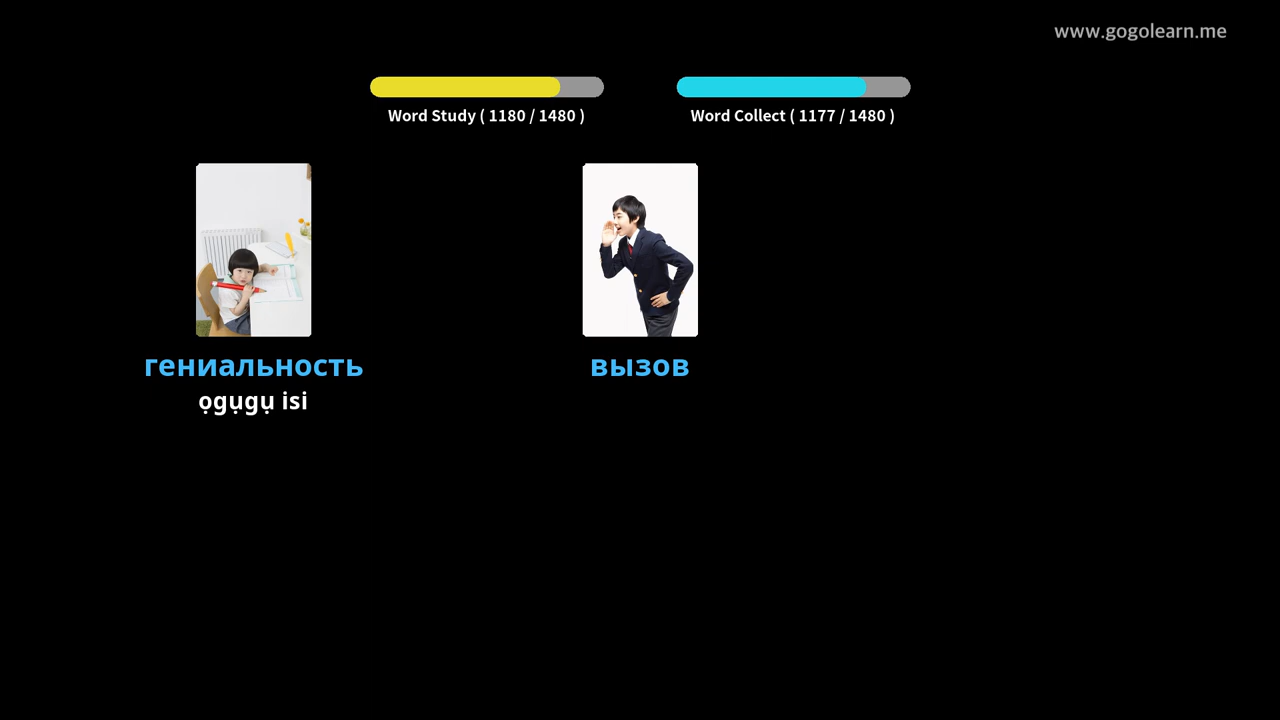 www.gogolearn.me
Word Study ( 1180 / 1480 )
Word Collect ( 1177 / 1480 )
гениальность
ọgụgụ isi
вызов